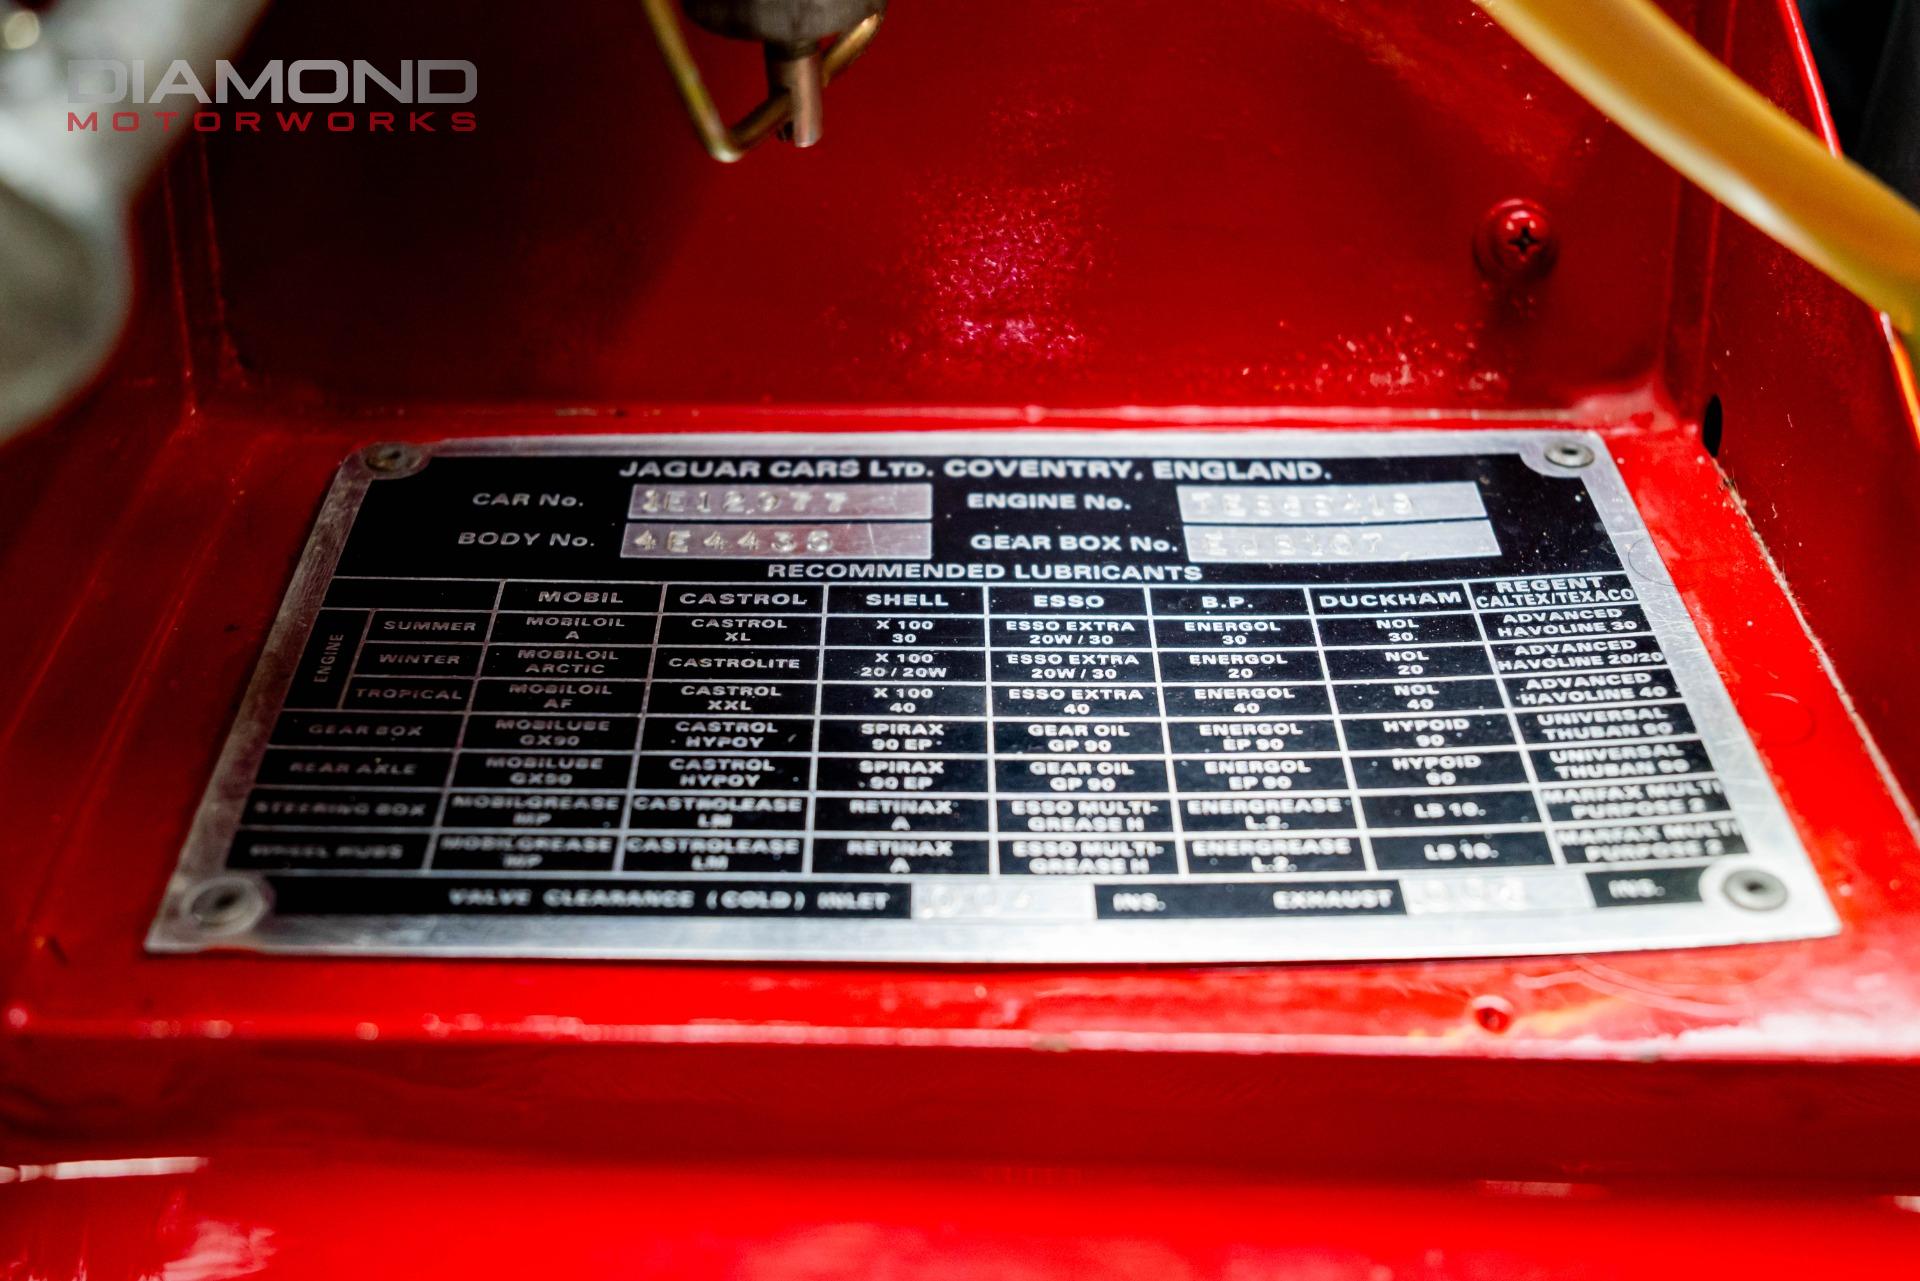 DIAMOND
MOTORWORKS
JAGUAR CARS LTD. COVENTRY, ENGLAND.
CAR No. 1E12977 ENGINE No.
BODY No. 4E4435 GEAR BOX No.
RECOMMENDED LUBRICANTS
MOBIL CASTROL SHELL ESSO B.P. DUCKHAM REGENT CALTEX/TEXACO
ENGINE
SUMMER MOBILOIL A CASTROL XL X 100 30 ESSO EXTRA 20W/30 ENERGOL 30 NOL 30. ADVANCED HAVOLINE 30
WINTER MOBILOIL ARCTIC CASTROLITE X 100 20/20W ESSO EXTRA 20W/30 ENERGOL 20 NOL 20 ADVANCED HAVOLINE 20/20
TROPICAL MOBILOIL AF CASTROL XXL X 100 40 ESSO EXTRA 40 ENERGOL 40 NOL 40 ADVANCED HAVOLINE 40
GEAR BOX MOBILUBE GX90 CASTROL HYPOY SPIRAX 90 EP GEAR OIL GP 90 ENERGOL EP 90 HYPOID 90 UNIVERSAL THUBAN 90
REAR AXLE MOBILUBE GX90 CASTROL HYPOY SPIRAX 90 EP GEAR OIL GP 90 ENERGOL EP 90 HYPOID 90 UNIVERSAL THUBAN 90
STEERING BOX MOBILGREASE MP CASTROLEASE LM RETINAX A ESSO MULTI-GREASE H ENERGREASE L.2. LB 10. MARFAX MULTI PURPOSE 2
WHEEL HUBS MOBILGREASE MP CASTROLEASE LM RETINAX A ESSO MULTI-GREASE H ENERGREASE L.2. LB 10. MARFAX MULTI PURPOSE 2
VALVE CLEARANCE (COLD) INLET INS. EXHAUST INS.